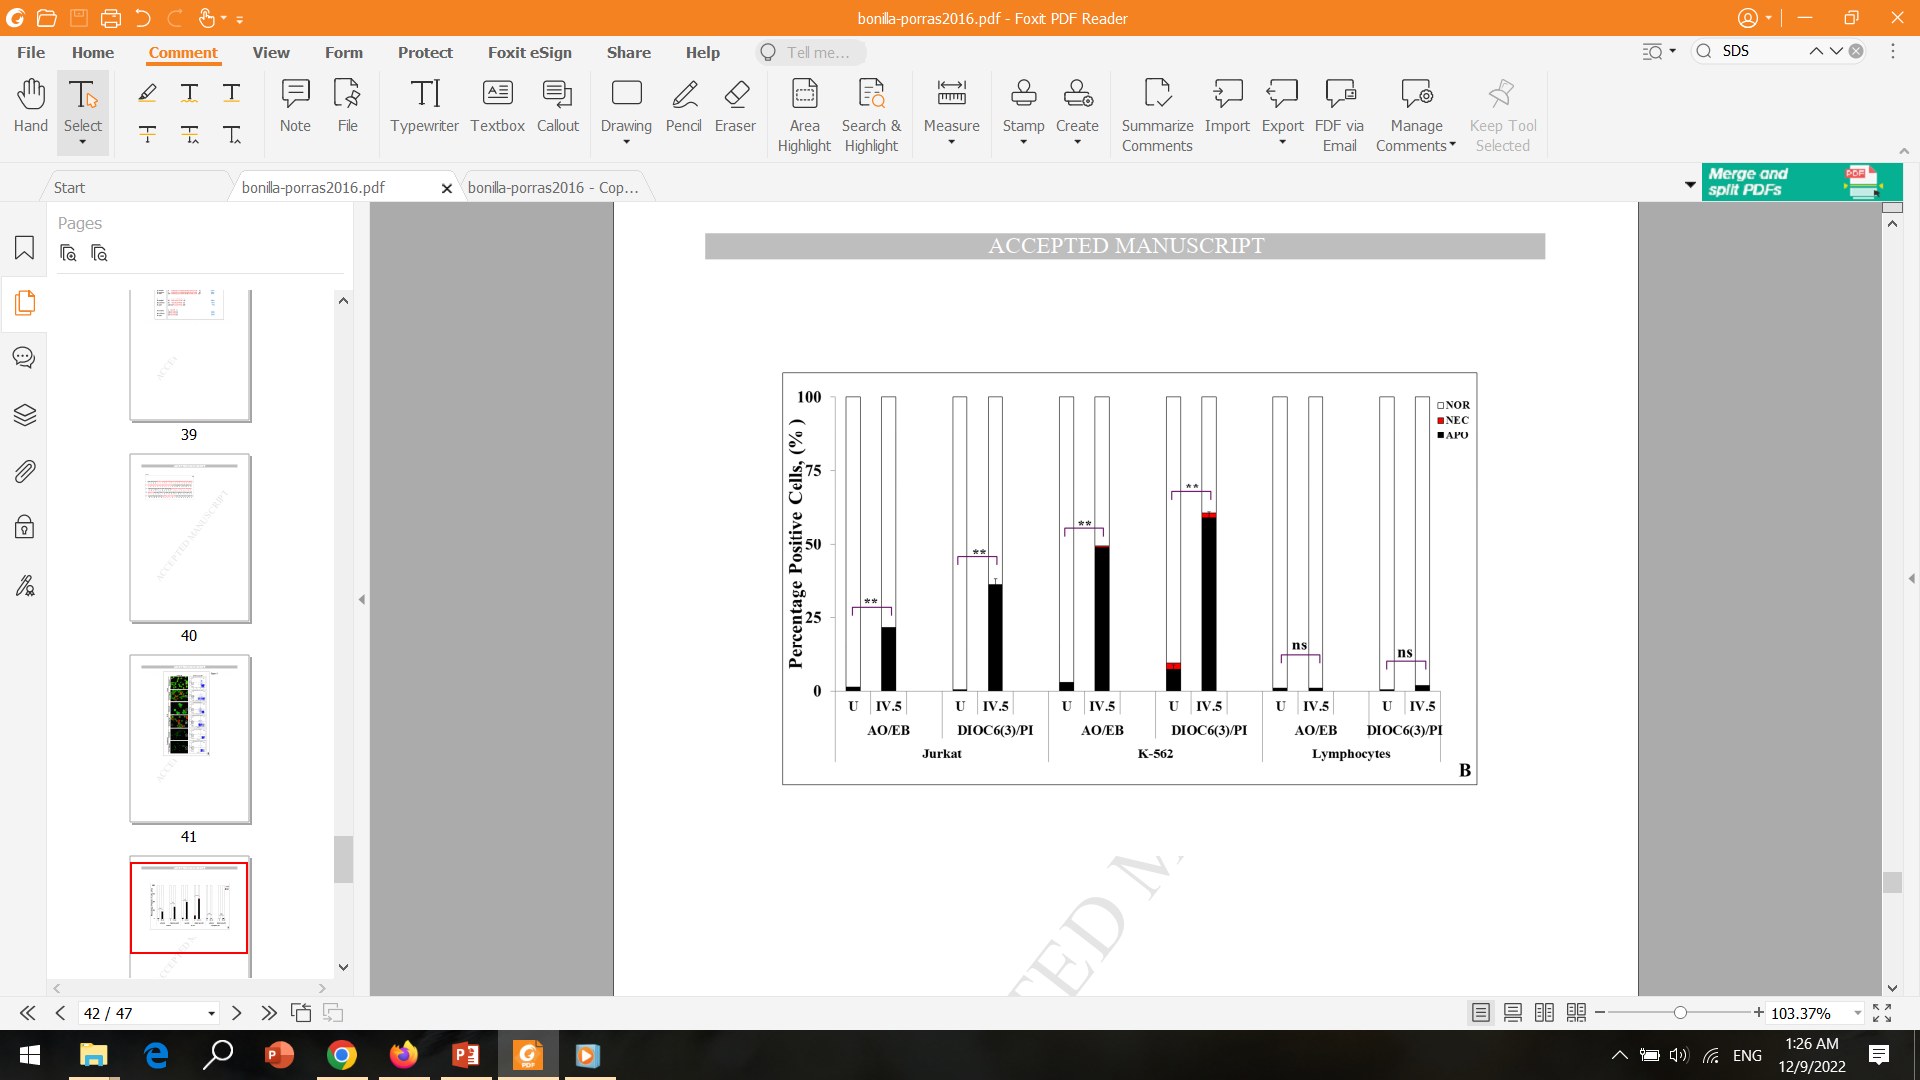 bonilla-porras2016.pdf - Foxit PDF Reader
File Home Comment View Form Protect Foxit eSign Share Help Tell me... SDS
Hand Select Note File Typewriter Textbox Callout Drawing Pencil Eraser Area Highlight Search & Highlight Measure Stamp Create Summarize Comments Import Export FDF via Email Manage Comments Keep Tool Selected
Start bonilla-porras2016.pdf bonilla-porras2016 - Cop... Merge and split PDFs
Pages
39
40
41
ACCEPTED MANUSCRIPT
Percentage Positive Cells, (% )
100
75
50
25
0
NOR
NEC
APO
** ** ** ** ns ns
U IV.5 U IV.5 U IV.5 U IV.5 U IV.5 U IV.5
AO/EB DIOC6(3)/PI AO/EB DIOC6(3)/PI AO/EB DIOC6(3)/PI
Jurkat K-562 Lymphocytes
B
TED M
42 / 47 103.37%
ENG 1:26 AM
12/9/2022